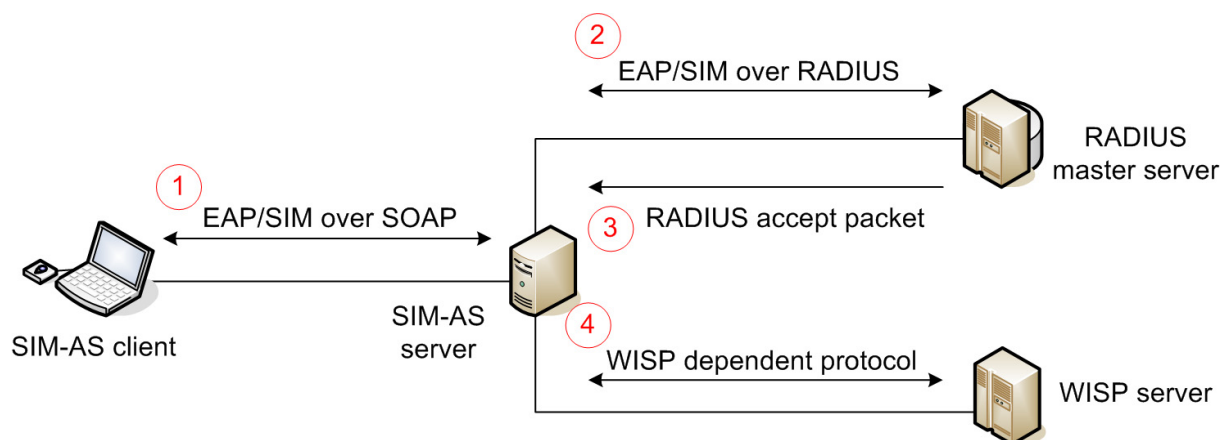 2
EAP/SIM over RADIUS
RADIUS
master server
1
EAP/SIM over SOAP
3
RADIUS accept packet
SIM-AS client
SIM-AS
server
4
WISP dependent protocol
WISP server